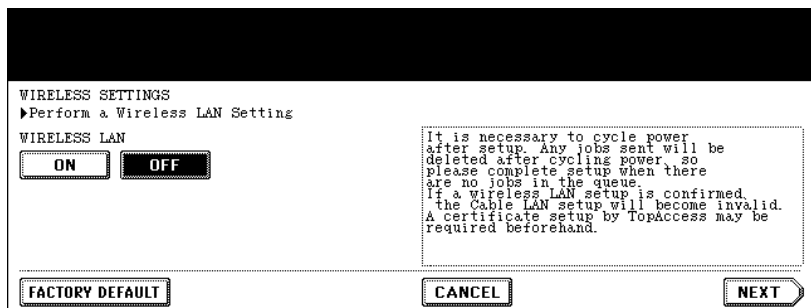 WIRELESS SETTINGS
▶Perform a Wireless LAN Setting
WIRELESS LAN
ON OFF
It is necessary to cycle power
after setup. Any jobs sent will be
deleted after cycling power, so
please complete setup when there
are no jobs in the queue.
If a wireless LAN setup is confirmed,
the Cable LAN setup will become invalid.
A certificate setup by TopAccess may be
required beforehand.
FACTORY DEFAULT CANCEL NEXT